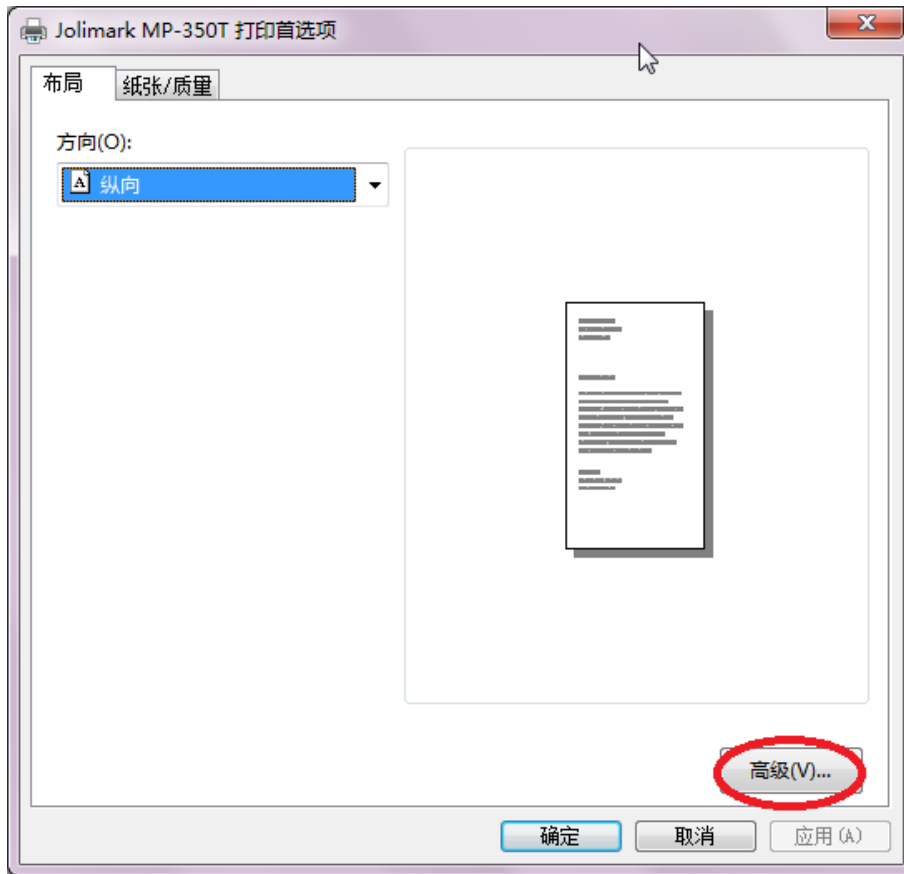 Jolimark MP-350T 打印首选项
布局 纸张/质量
方向(O):
纵向
高级(V)...
确定 取消 应用(A)